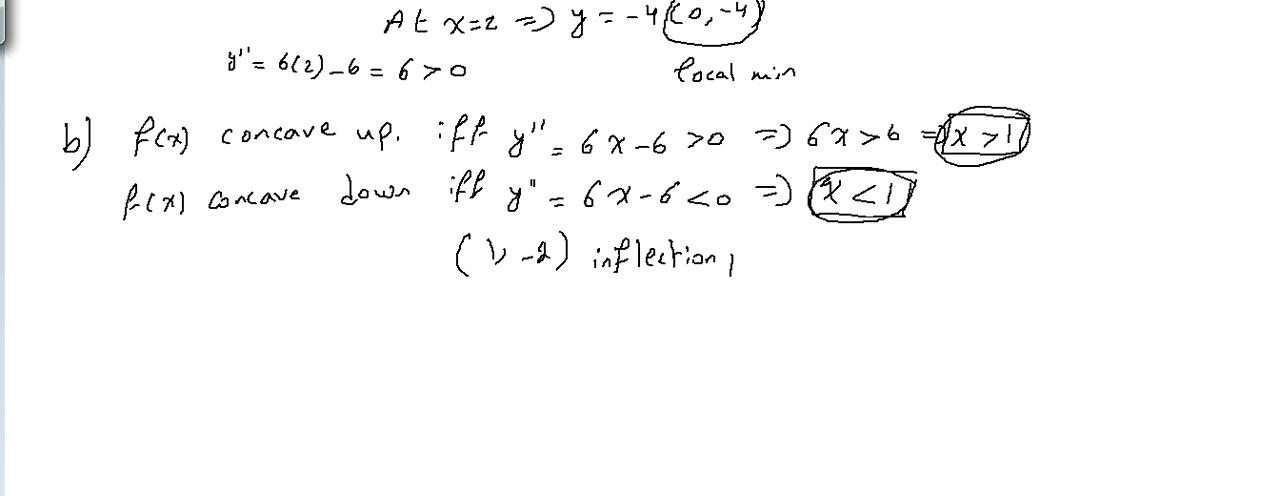 At x=2 => y = -4 (0,-4)
y'' = 6(2)-6 = 6 > 0 local min
b) f(x) concave up. iff y'' = 6x-6 > 0 => 6x > 6 => x > 1
f(x) concave down iff y'' = 6x-6 < 0 => x < 1
(1, -2) inflection